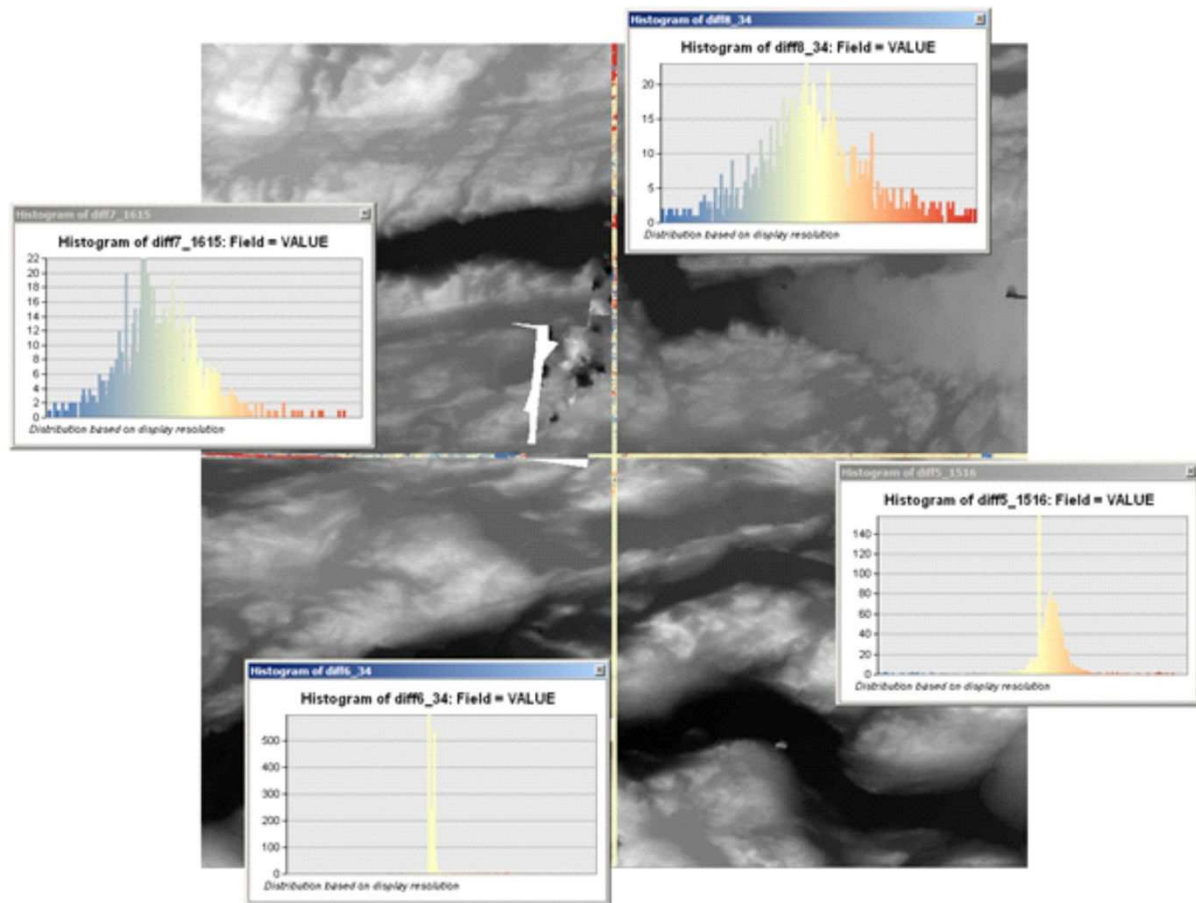 Histogram of diff8_34
Histogram of diff8_34: Field = VALUE
20
15
10
5
0
Distribution based on display resolution
Histogram of diff7_1615
Histogram of diff7_1615: Field = VALUE
22
20
18
16
14
12
10
8
6
4
2
0
Distribution based on display resolution
Histogram of diff5_1516
Histogram of diff5_1516: Field = VALUE
140
120
100
80
60
40
20
0
Distribution based on display resolution
Histogram of diff6_34
Histogram of diff6_34: Field = VALUE
500
400
300
200
100
0
Distribution based on display resolution